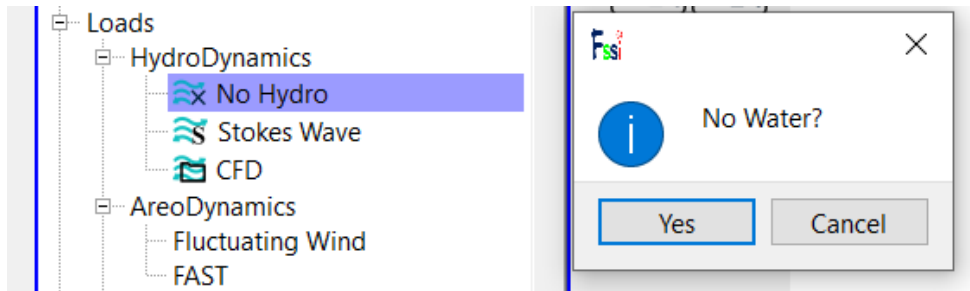 Loads
HydroDynamics
No Hydro
S Stokes Wave
CFD
AreoDynamics
Fluctuating Wind
FAST
Fssi
No Water?
Yes
Cancel